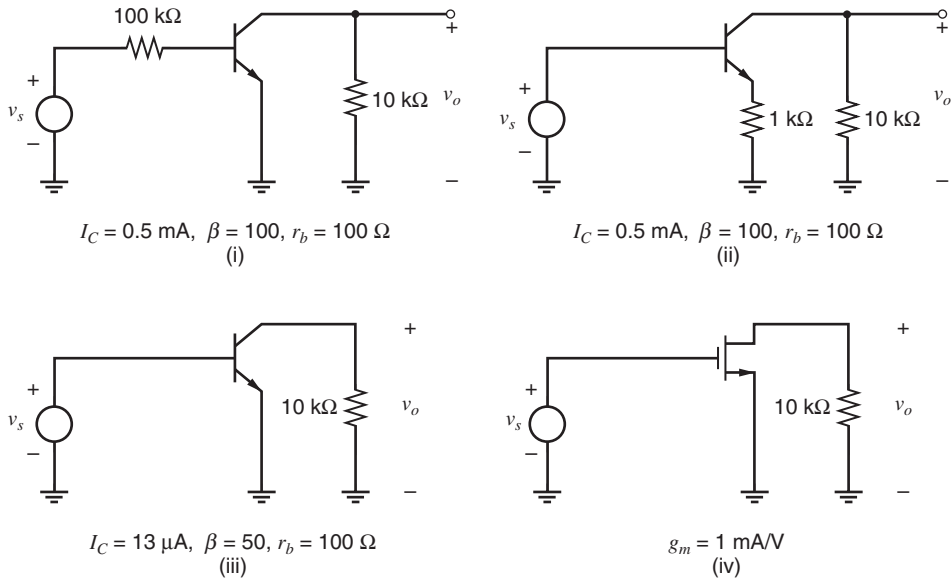 100 kΩ
+
v_s
−
10 kΩ
+
v_o
−
I_C = 0.5 mA, β = 100, r_b = 100 Ω
(i)
+
v_s
−
1 kΩ
10 kΩ
+
v_o
−
I_C = 0.5 mA, β = 100, r_b = 100 Ω
(ii)
+
v_s
−
10 kΩ
+
v_o
−
I_C = 13 μA, β = 50, r_b = 100 Ω
(iii)
+
v_s
−
10 kΩ
+
v_o
−
g_m = 1 mA/V
(iv)